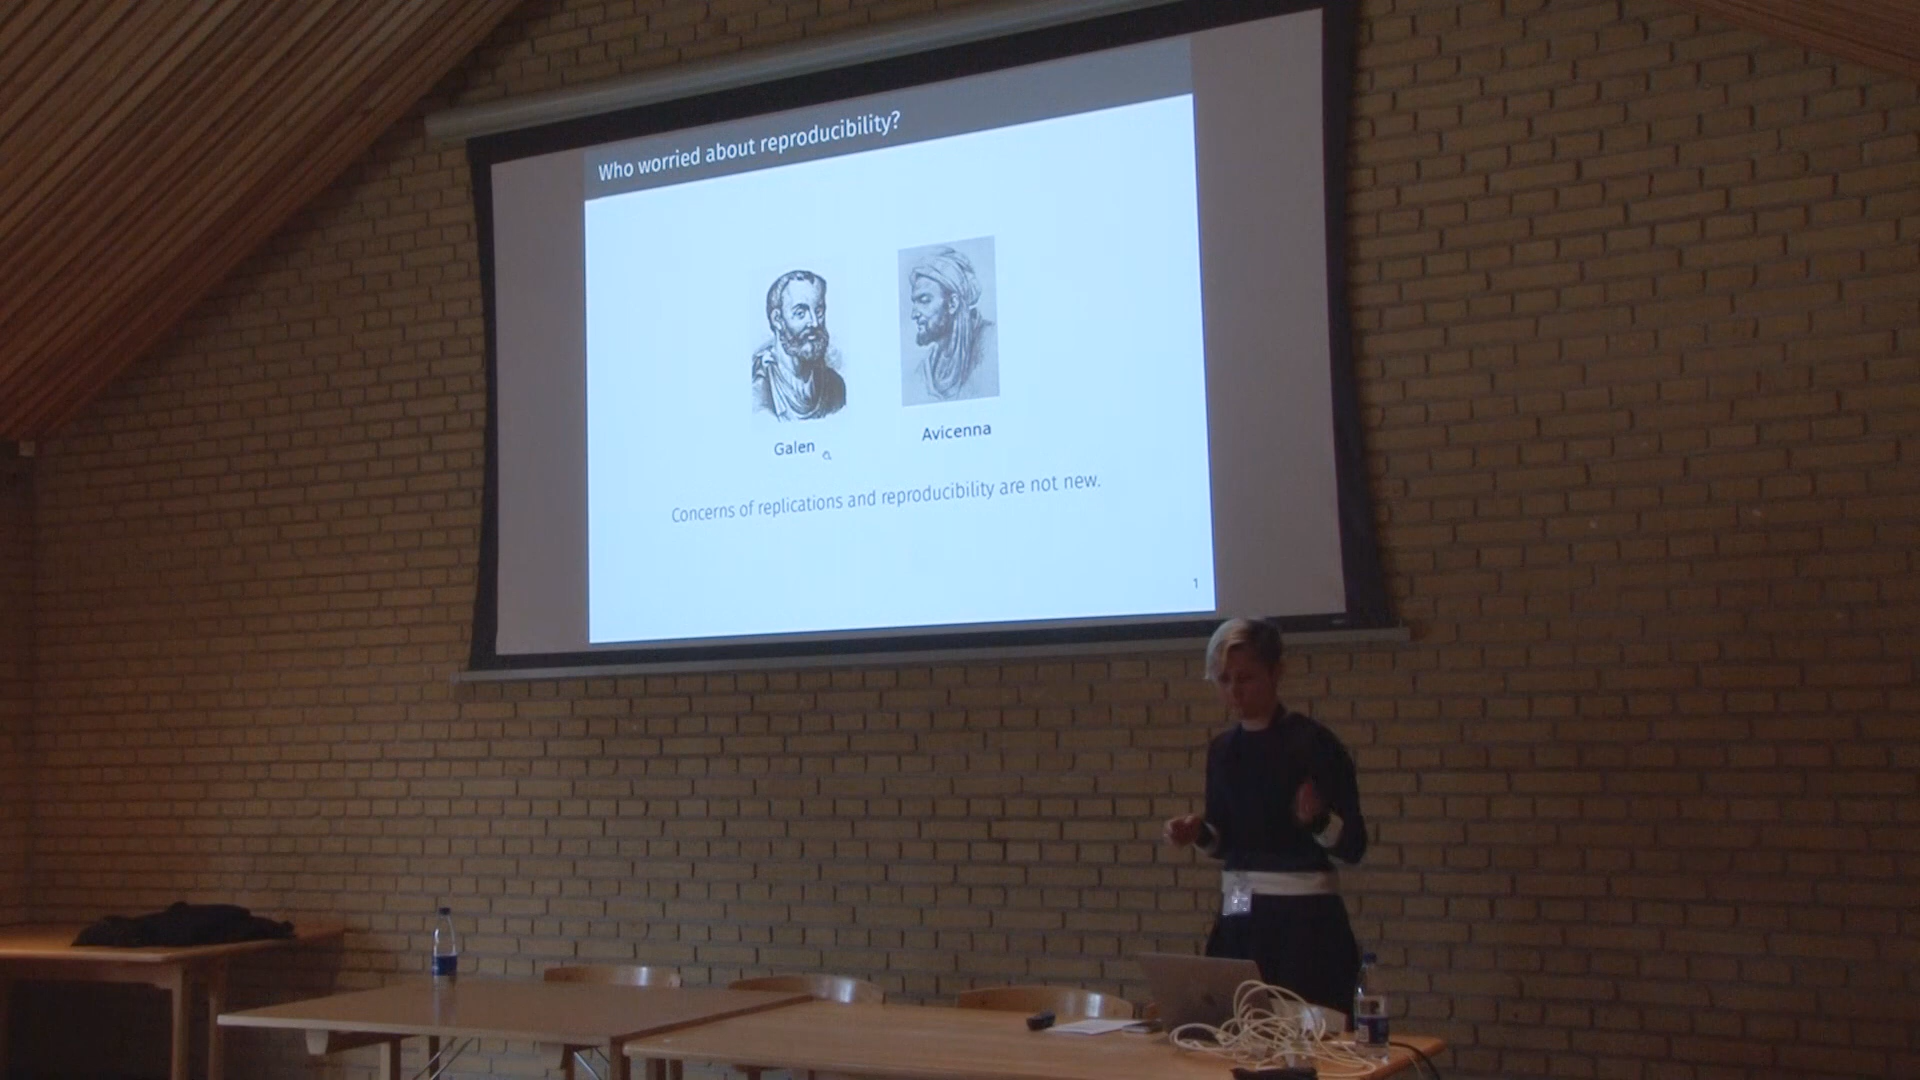 Who worried about reproducibility?
Galen
Avicenna
Concerns of replications and reproducibility are not new.
1